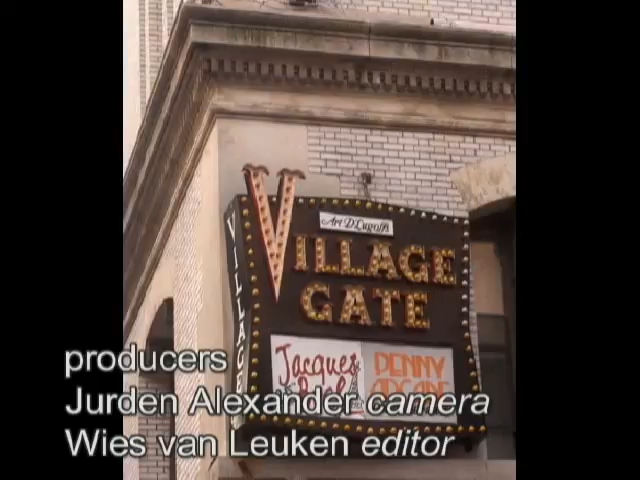 Art D'Lugoff's
VILLAGE
GATE
VILLAGE
Jacques
Brel
PENNY
ARCADE
producers
Jurden Alexander camera
Wies van Leuken editor